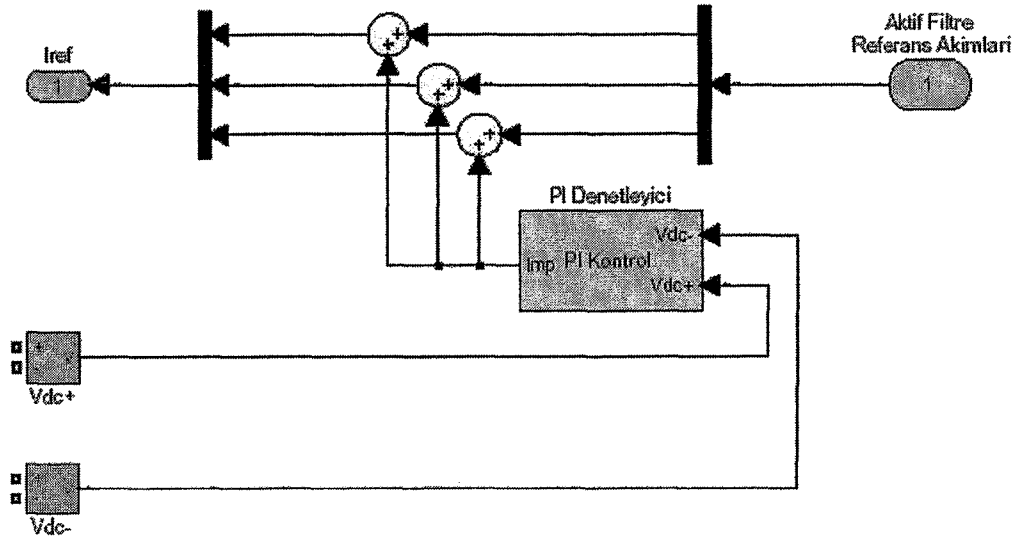 Aktif Filtre
Referans Akimlari
Iref
1
1
PI Denetleyici
Vdc-
Imp PI Kontrol
Vdc+
Vdc+
Vdc-